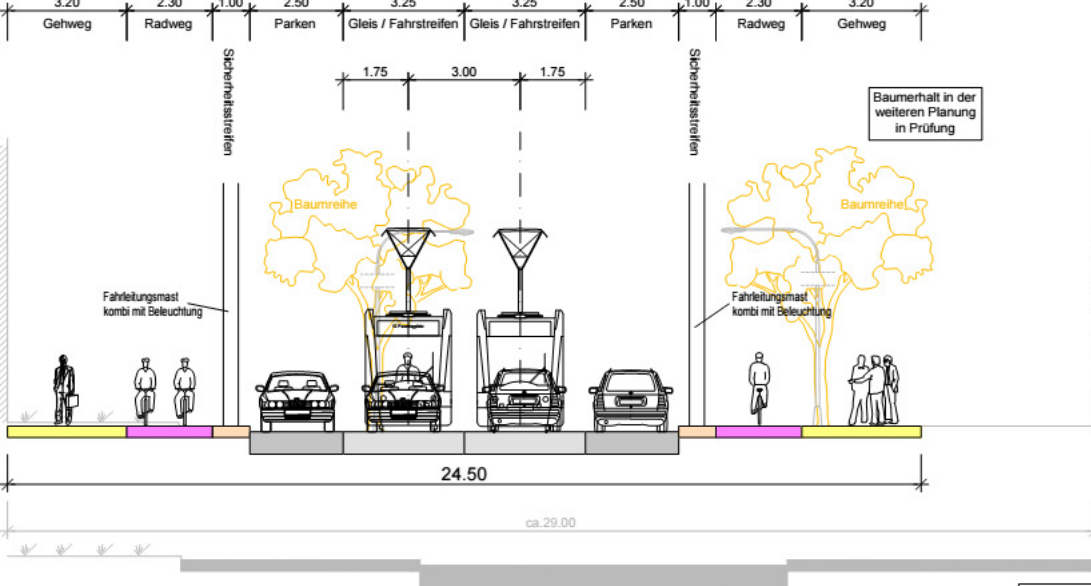 3.20 2.30 1.00 2.50 3.25 3.25 2.50 1.00 2.30 3.20
Gehweg Radweg Parken Gleis / Fahrstreifen Gleis / Fahrstreifen Parken Radweg Gehweg
Sicherheitsstreifen
Sicherheitsstreifen
1.75 3.00 1.75
Baumerhalt in der
weiteren Planung
in Prüfung
Baumreihe
Baumreihe
Fahrleitungsmast
kombi mit Beleuchtung
Fahrleitungsmast
kombi mit Beleuchtung
24.50
ca.29.00